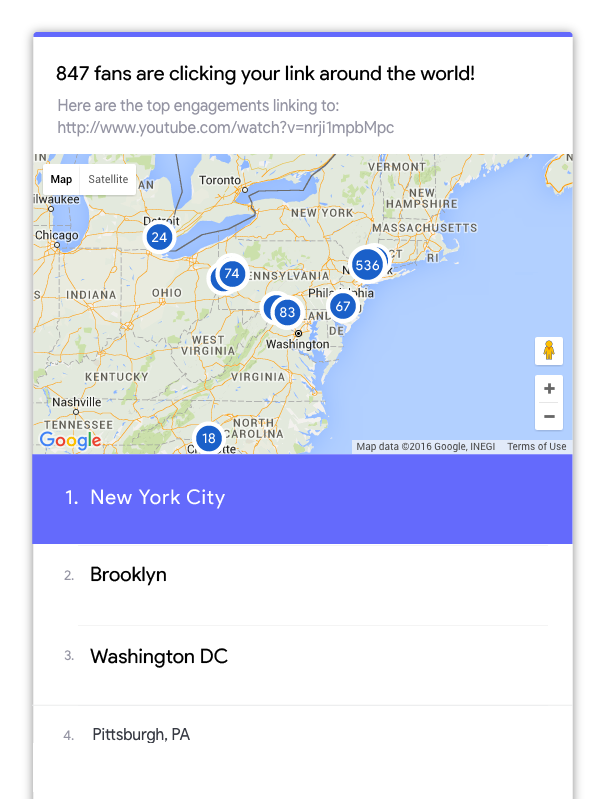 847 fans are clicking your link around the world!
Here are the top engagements linking to:
http://www.youtube.com/watch?v=nrji1mpbMpc
Map Satellite
Toronto
VERMONT
NEW
HAMPSHIRE
NEW YORK
MASSACHUSETTS
Detroit
Chicago
24
CT
RI
536
74
INDIANA
OHIO
Philadelphia
67
83
DE
WEST
VIRGINIA
Washington
KENTUCKY
VIRGINIA
Nashville
TENNESSEE
NORTH
CAROLINA
18
Google
Map data ©2016 Google, INEGI Terms of Use
1. New York City
2. Brooklyn
3. Washington DC
4. Pittsburgh, PA